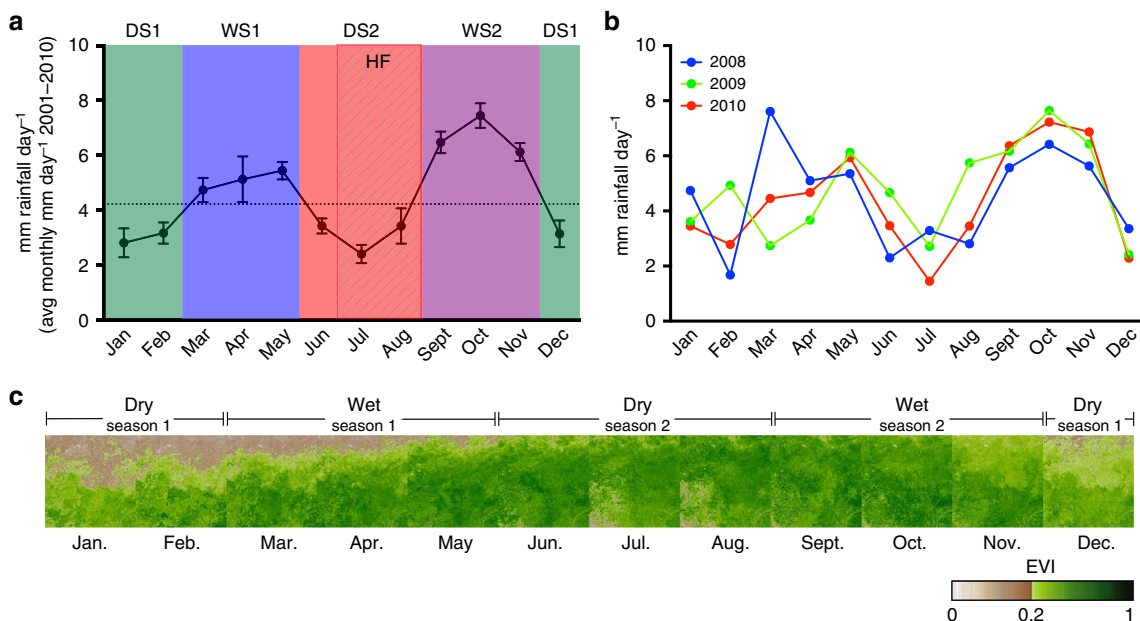 a
DS1 WS1 DS2 WS2 DS1
HF
mm rainfall day⁻¹
(avg monthly mm day⁻¹ 2001–2010)
10
8
6
4
2
0
Jan Feb Mar Apr May Jun Jul Aug Sept Oct Nov Dec
b
mm rainfall day⁻¹
10
8
6
4
2
0
2008
2009
2010
Jan Feb Mar Apr May Jun Jul Aug Sept Oct Nov Dec
c
Dry Wet Dry Wet Dry
season 1 season 1 season 2 season 2 season 1
Jan. Feb. Mar. Apr. May Jun. Jul. Aug. Sept. Oct. Nov. Dec.
EVI
0 0.2 1